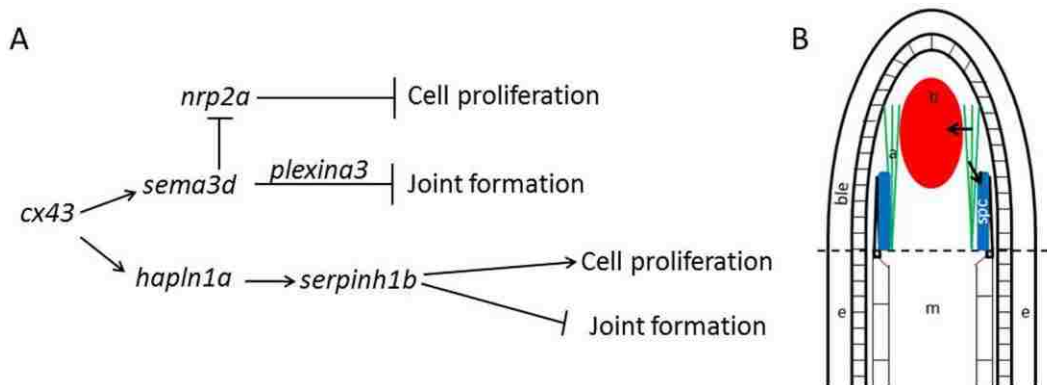 A
nrp2a
Cell proliferation
sema3d
plexina3
Joint formation
cx43
hapln1a
serpinh1b
Cell proliferation
Joint formation
B
a
ble
spc
e
m
e